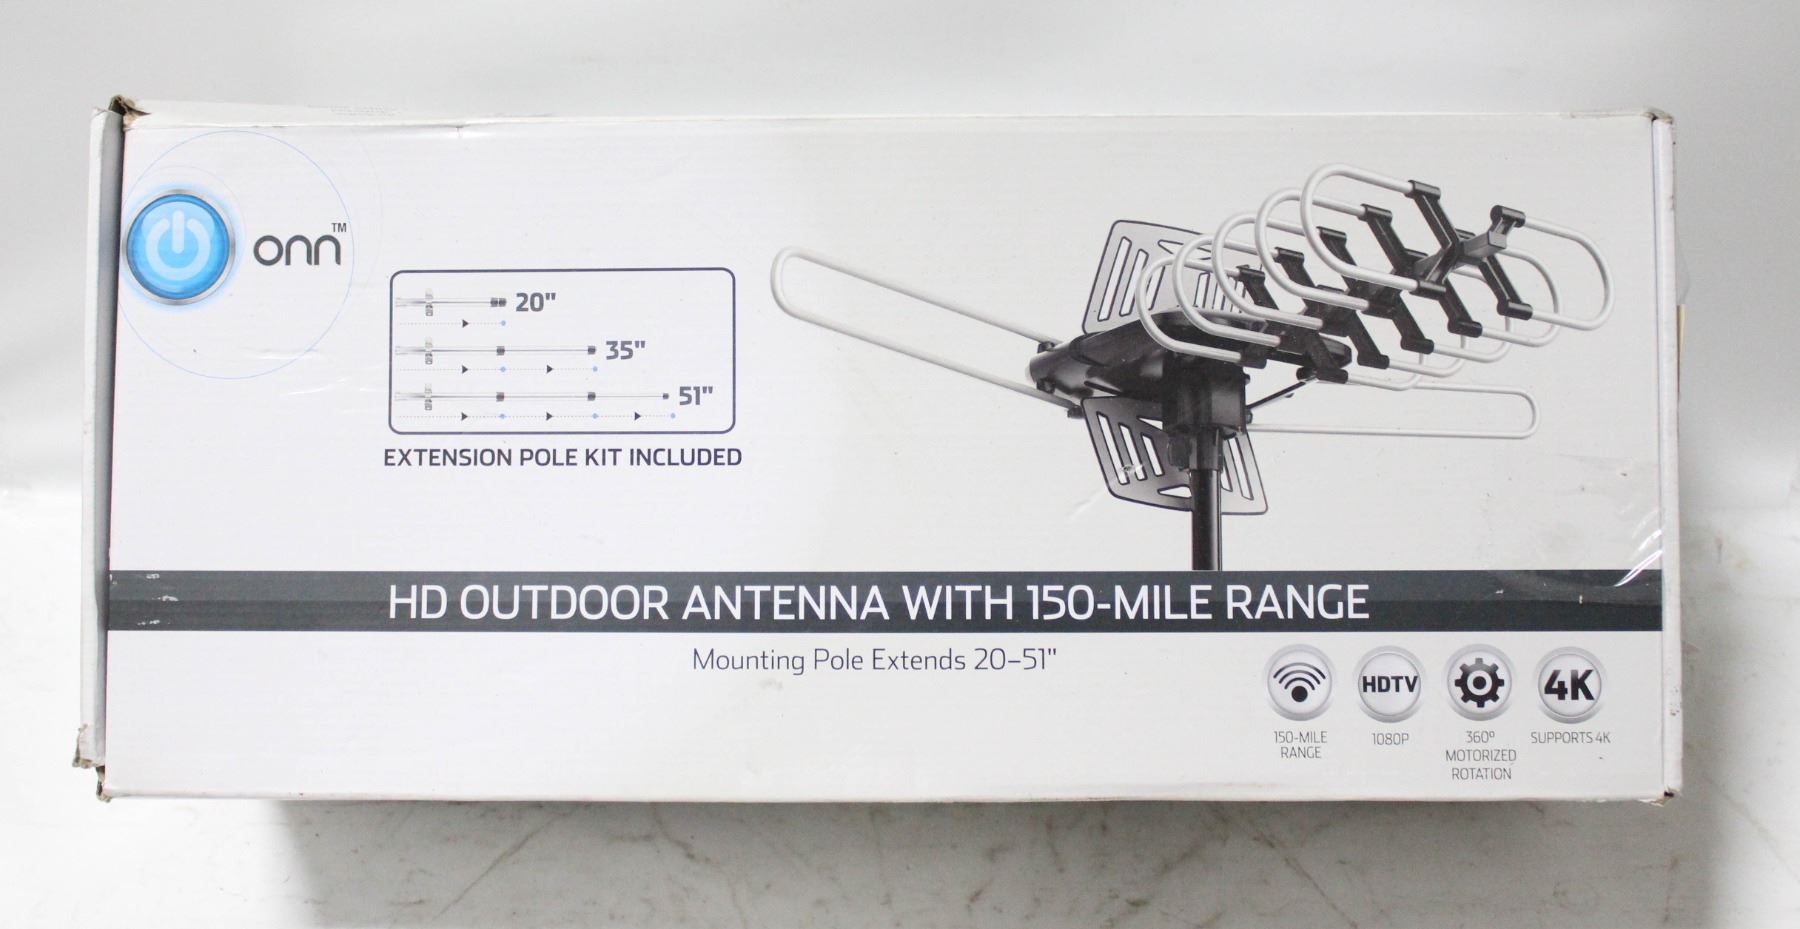 onn™
20"
35"
51"
EXTENSION POLE KIT INCLUDED
HD OUTDOOR ANTENNA WITH 150-MILE RANGE
Mounting Pole Extends 20–51"
HDTV
4K
150-MILE
RANGE
1080P
360º
MOTORIZED
ROTATION
SUPPORTS 4K